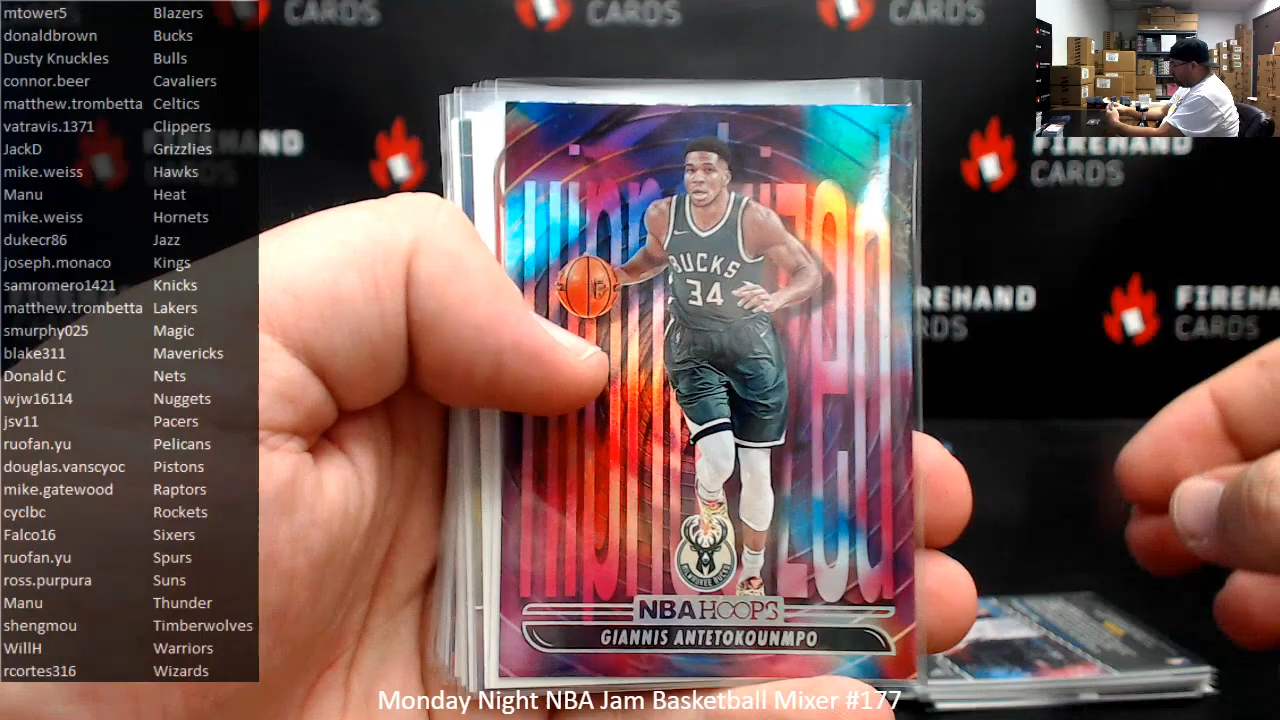 mtower5 Blazers
donaldbrown Bucks
Dusty Knuckles Bulls
connor.beer Cavaliers
matthew.trombetta Celtics
vatravis.1371 Clippers
JackD Grizzlies
mike.weiss Hawks
Manu Heat
mike.weiss Hornets
dukecr86 Jazz
joseph.monaco Kings
samromero1421 Knicks
matthew.trombetta Lakers
smurphy025 Magic
blake311 Mavericks
Donald C Nets
wjw16114 Nuggets
jsv11 Pacers
ruofan.yu Pelicans
douglas.vanscyoc Pistons
mike.gatewood Raptors
cyclbc Rockets
Falco16 Sixers
ruofan.yu Spurs
ross.purpura Suns
Manu Thunder
shengmou Timberwolves
WillH Warriors
rcortes316 Wizards
CARDS
CARDS
CARDS
FIREHAND
CARDS
FIREHAND
CARDS
BUCKS
34
MILWAUKEE BUCKS
NBA HOOPS
GIANNIS ANTETOKOUNMPO
Monday Night NBA Jam Basketball Mixer #177